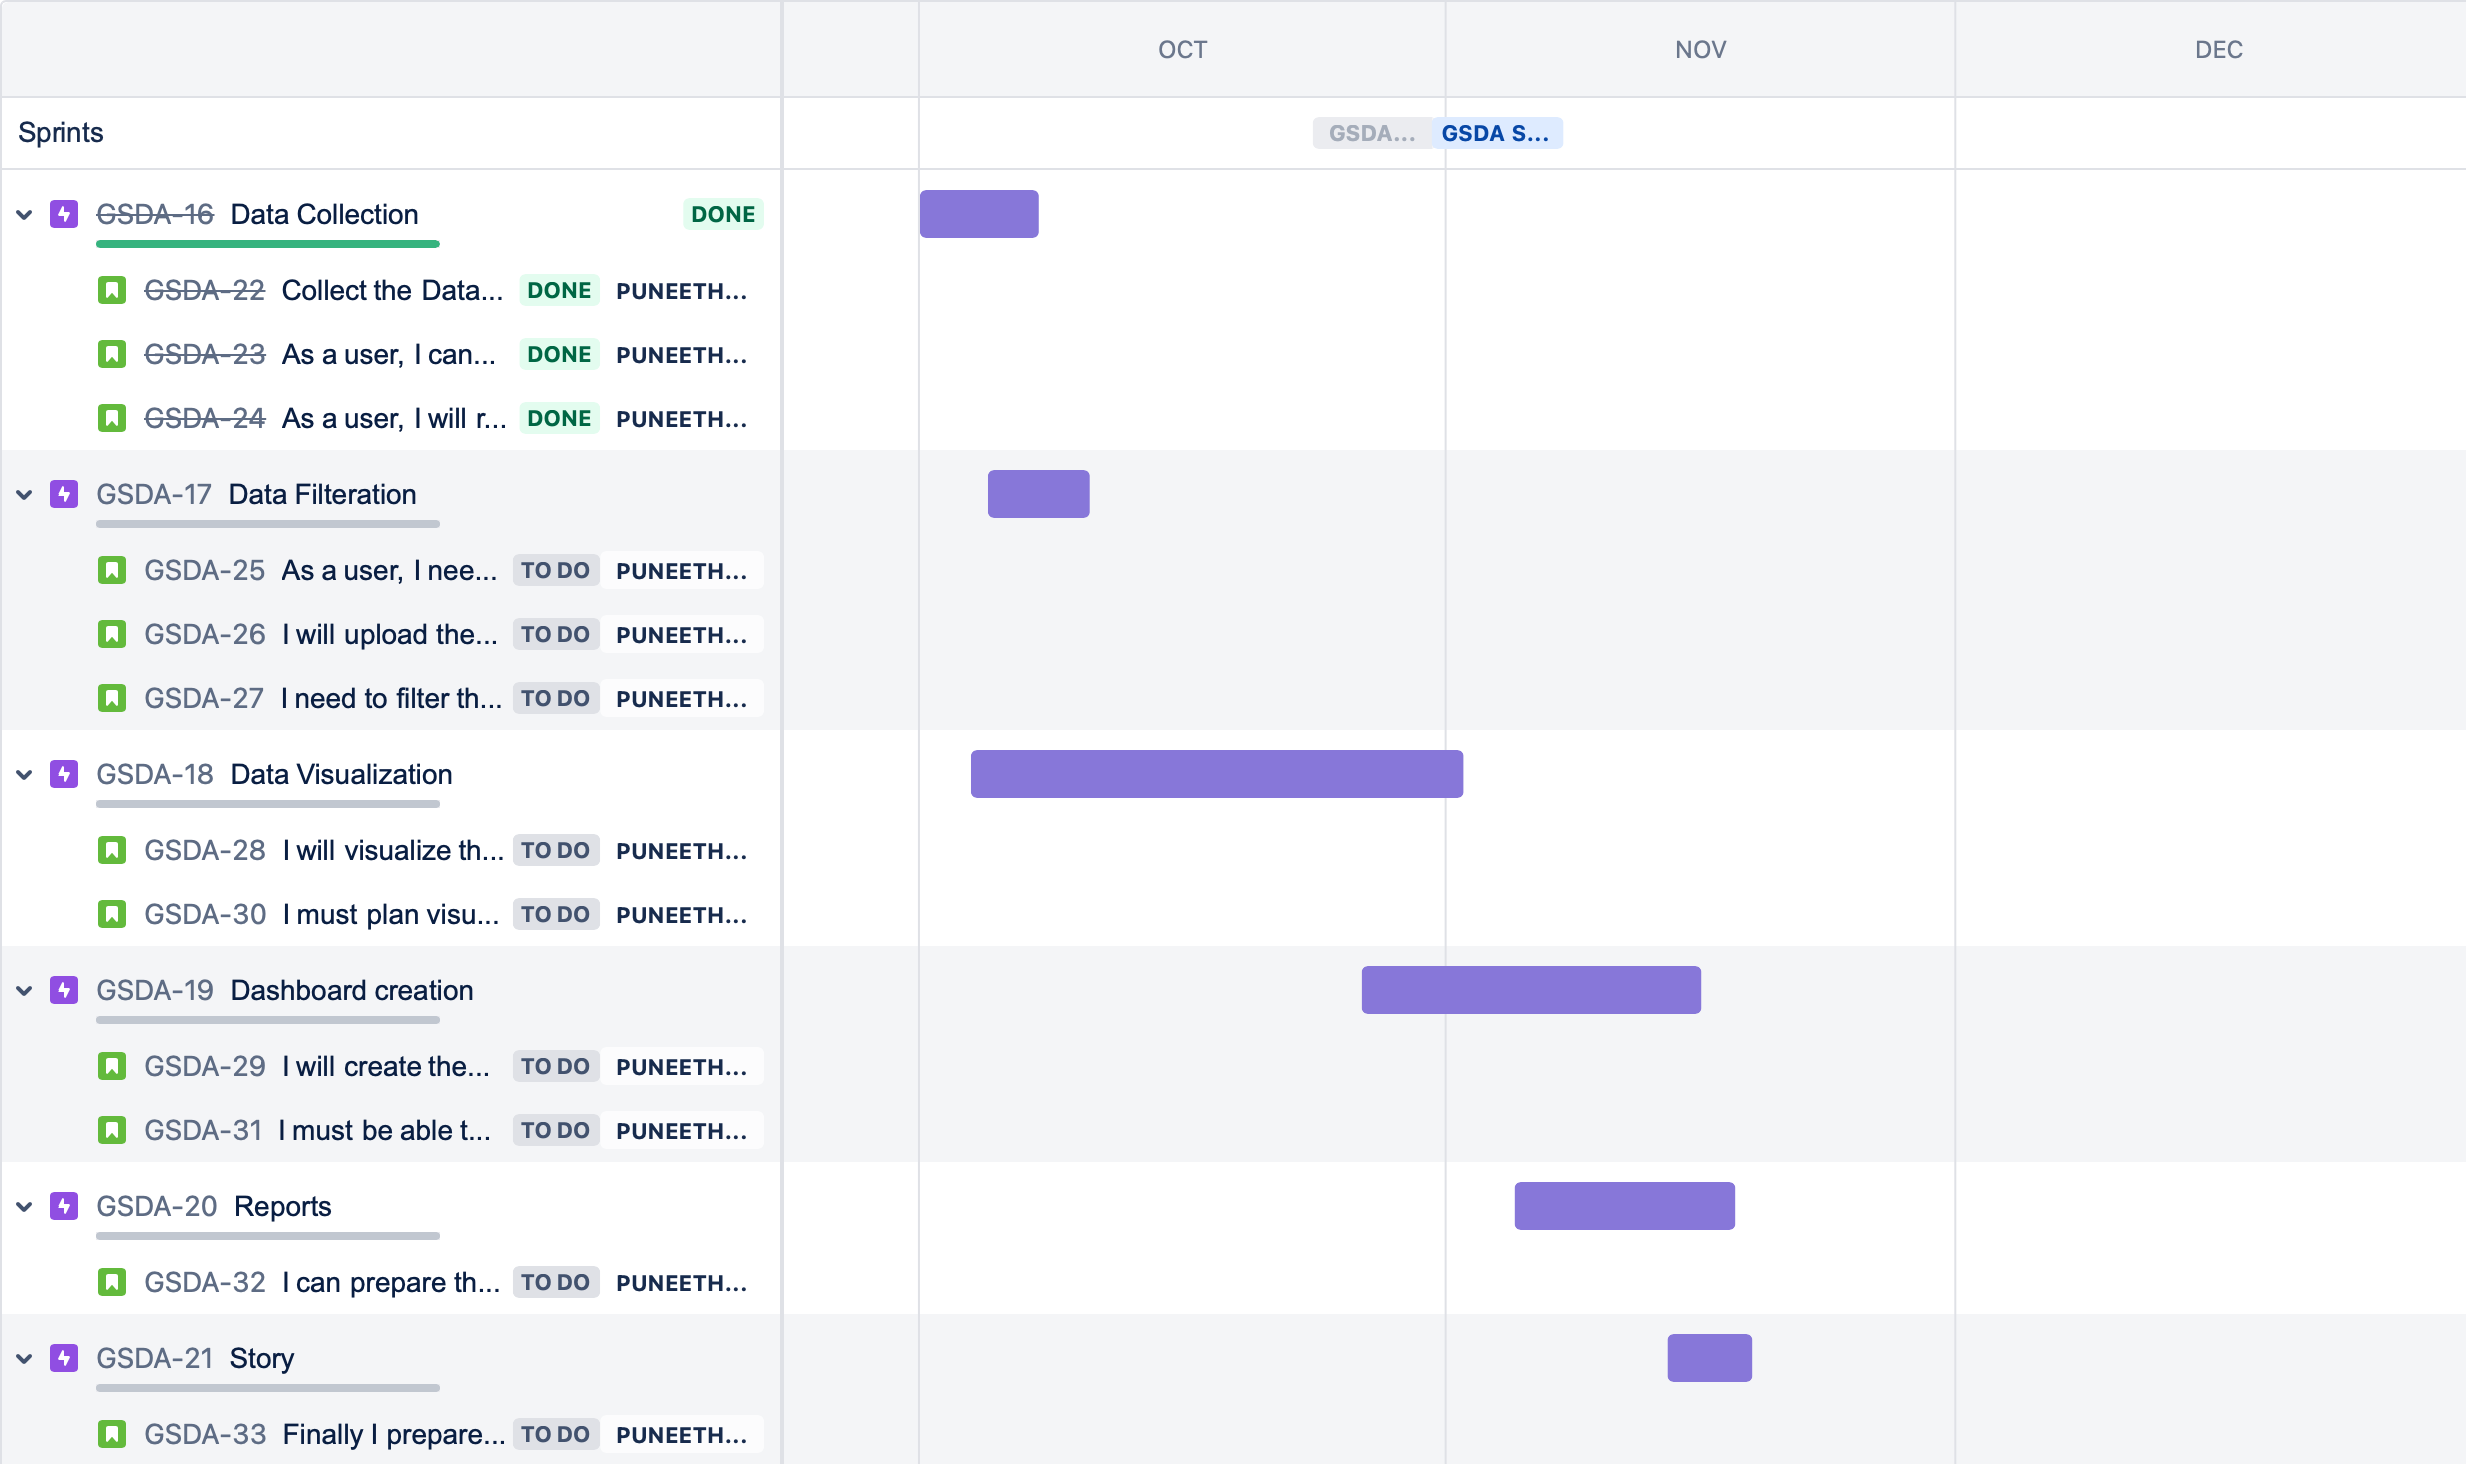 OCT NOV DEC
Sprints GSDA... GSDA S...
GSDA-16 Data Collection DONE
GSDA-22 Collect the Data... DONE PUNEETH...
GSDA-23 As a user, I can... DONE PUNEETH...
GSDA-24 As a user, I will r... DONE PUNEETH...
GSDA-17 Data Filteration
GSDA-25 As a user, I nee... TO DO PUNEETH...
GSDA-26 I will upload the... TO DO PUNEETH...
GSDA-27 I need to filter th... TO DO PUNEETH...
GSDA-18 Data Visualization
GSDA-28 I will visualize th... TO DO PUNEETH...
GSDA-30 I must plan visu... TO DO PUNEETH...
GSDA-19 Dashboard creation
GSDA-29 I will create the... TO DO PUNEETH...
GSDA-31 I must be able t... TO DO PUNEETH...
GSDA-20 Reports
GSDA-32 I can prepare th... TO DO PUNEETH...
GSDA-21 Story
GSDA-33 Finally I prepare... TO DO PUNEETH...